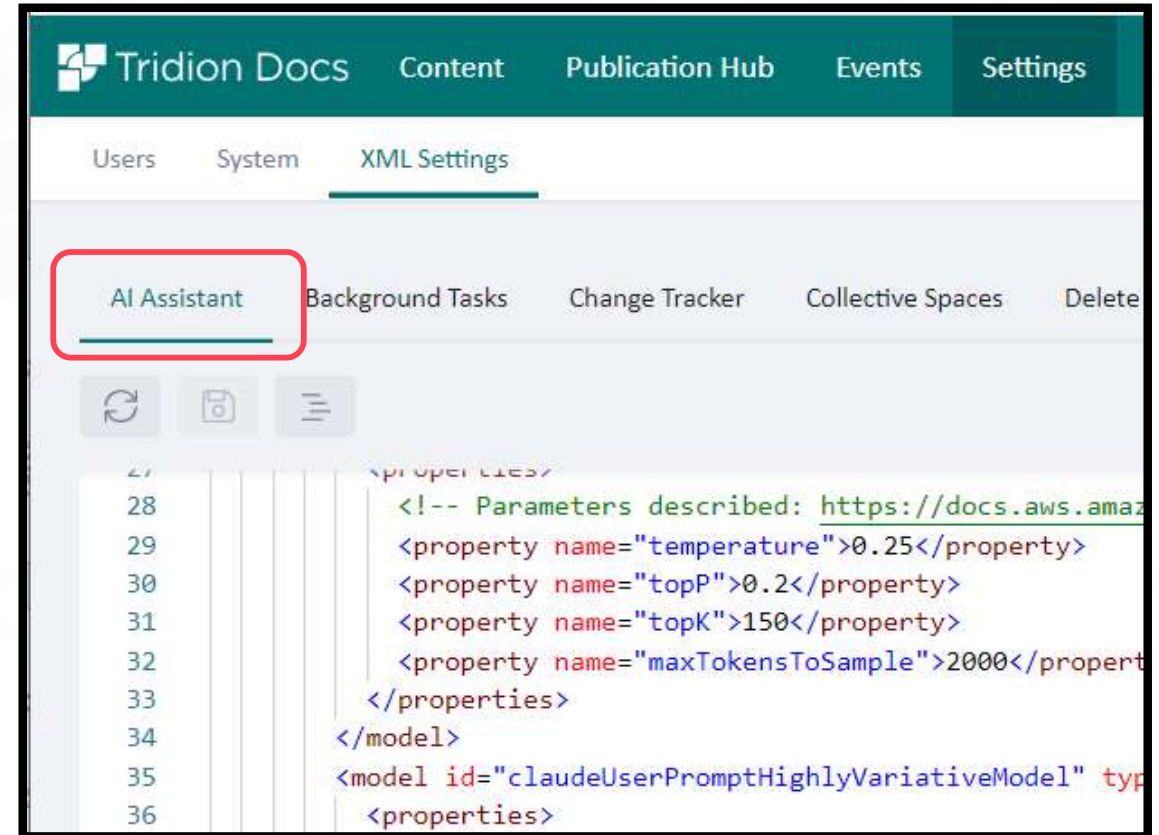 Tridion Docs Content Publication Hub Events Settings
Users System XML Settings
AI Assistant Background Tasks Change Tracker Collective Spaces Delete
27 <properties>
28 <!-- Parameters described: https://docs.aws.amaz
29 <property name="temperature">0.25</property>
30 <property name="topP">0.2</property>
31 <property name="topK">150</property>
32 <property name="maxTokensToSample">2000</propert
33 </properties>
34 </model>
35 <model id="claudeUserPromptHighlyVariativeModel" typ
36 <properties>